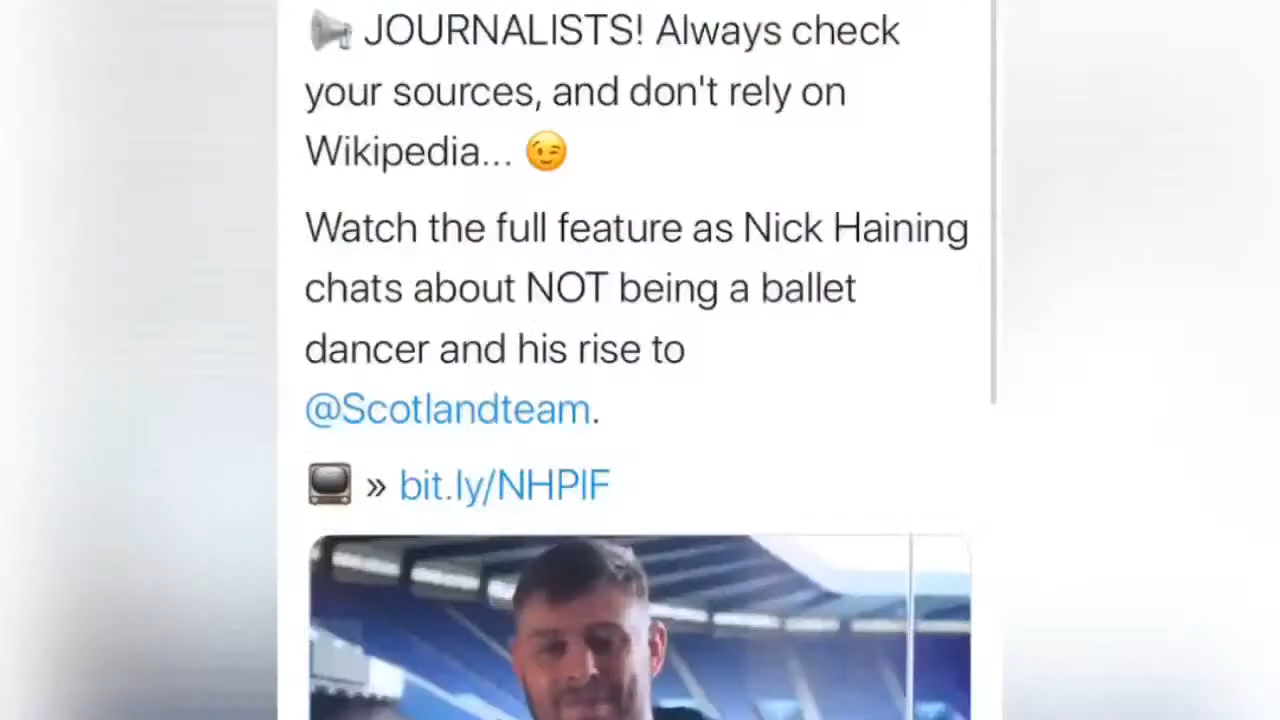 📢 JOURNALISTS! Always check
your sources, and don't rely on
Wikipedia... 😉
Watch the full feature as Nick Haining
chats about NOT being a ballet
dancer and his rise to
@Scotlandteam.
📺 » bit.ly/NHPIF